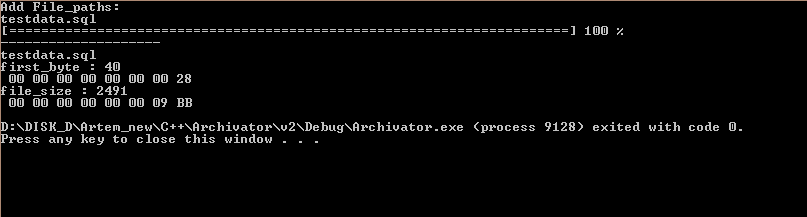 Add File_paths:
testdata.sql
[=======================================================================] 100 %
--------------------
testdata.sql
first_byte : 40
00 00 00 00 00 00 00 28
file_size : 2491
00 00 00 00 00 00 09 BB
D:\DISK_D\Artem_new\C++\Archivator\v2\Debug\Archivator.exe (process 9128) exited with code 0.
Press any key to close this window . . .